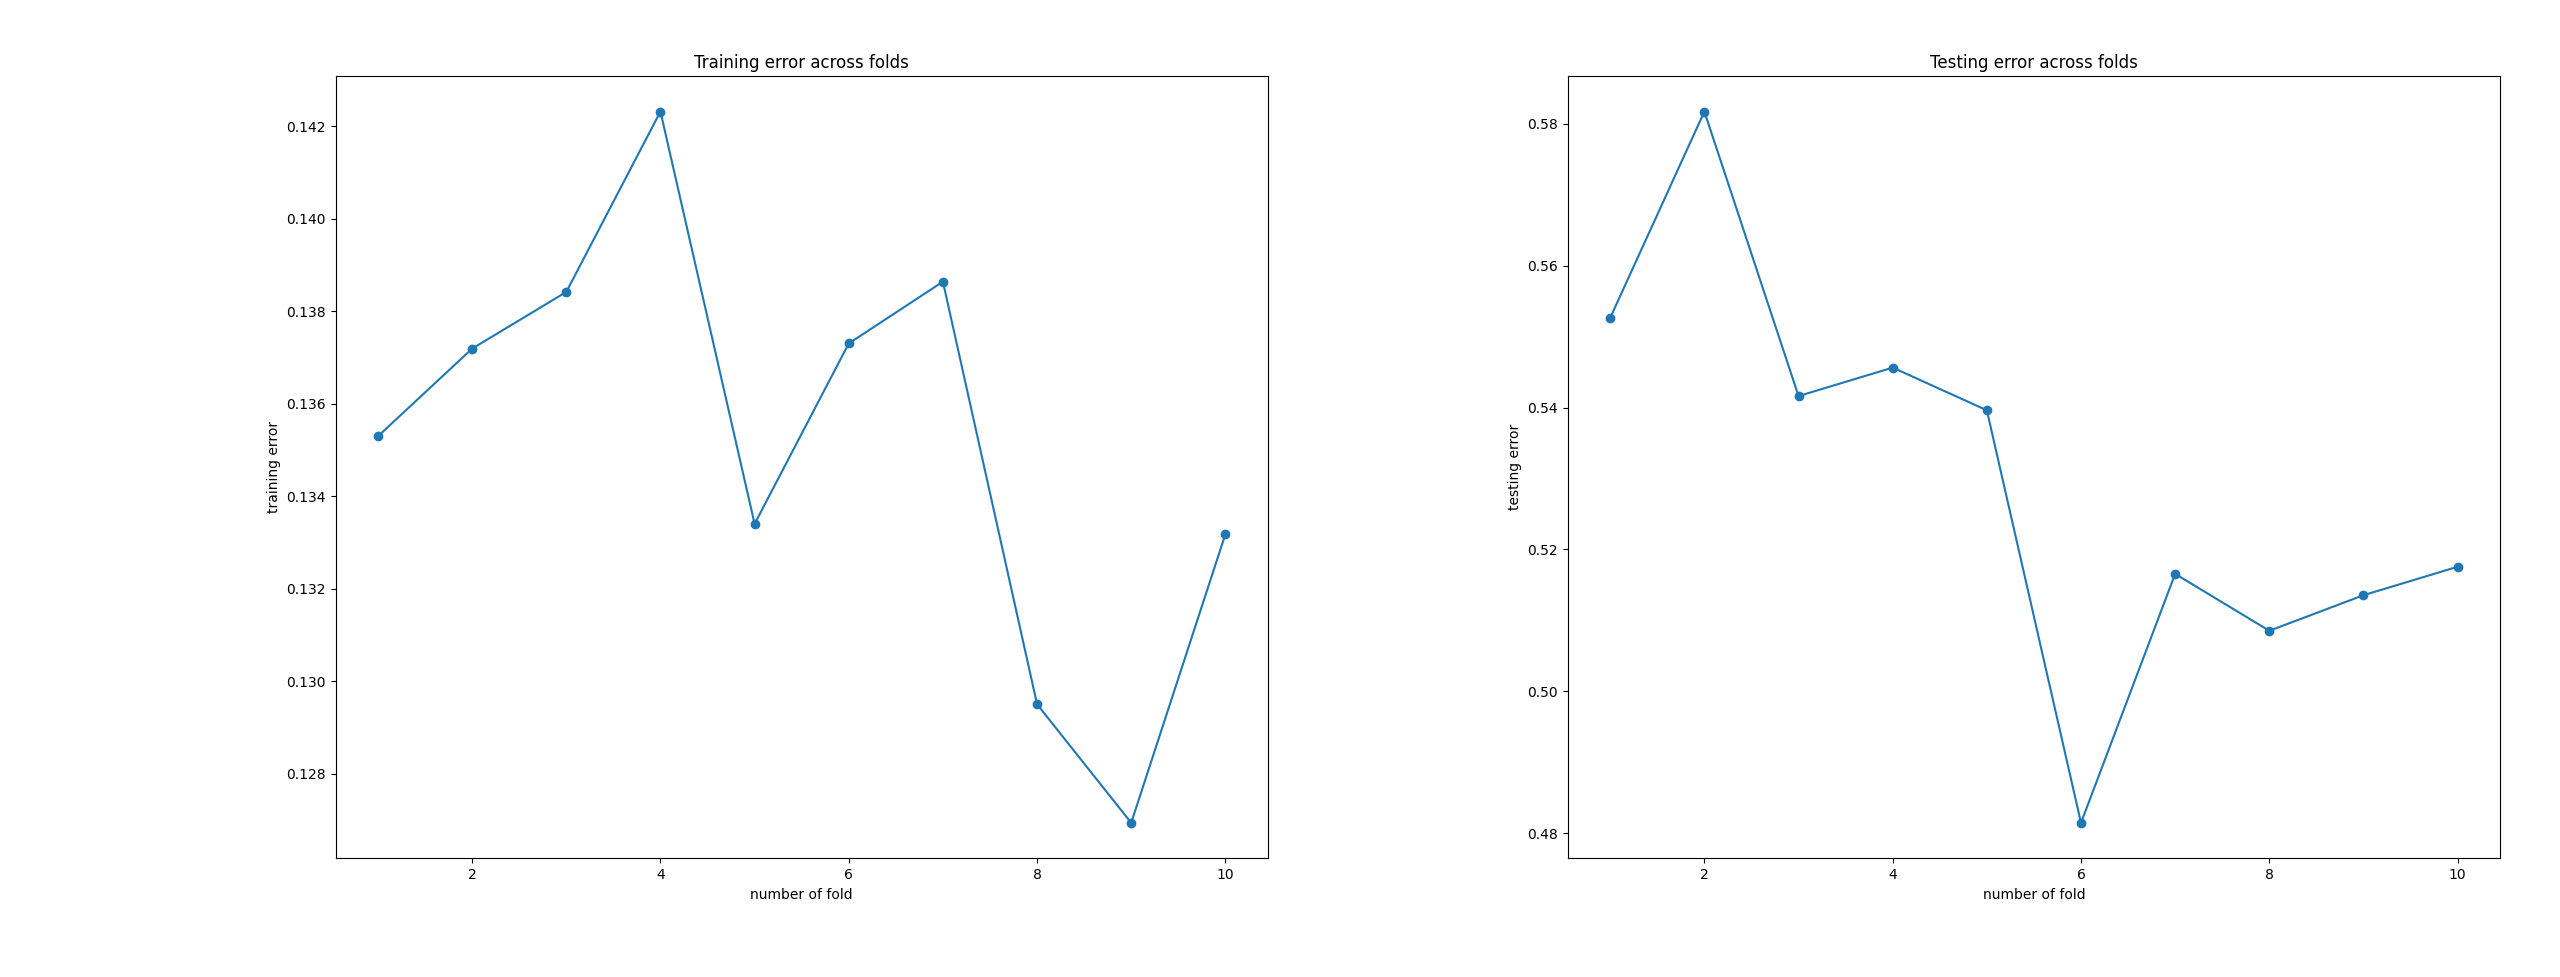 Training error across folds
0.142
0.140
0.138
0.136
0.134
0.132
0.130
0.128
training error
2 4 6 8 10
number of fold
Testing error across folds
0.58
0.56
0.54
0.52
0.50
0.48
testing error
2 4 6 8 10
number of fold